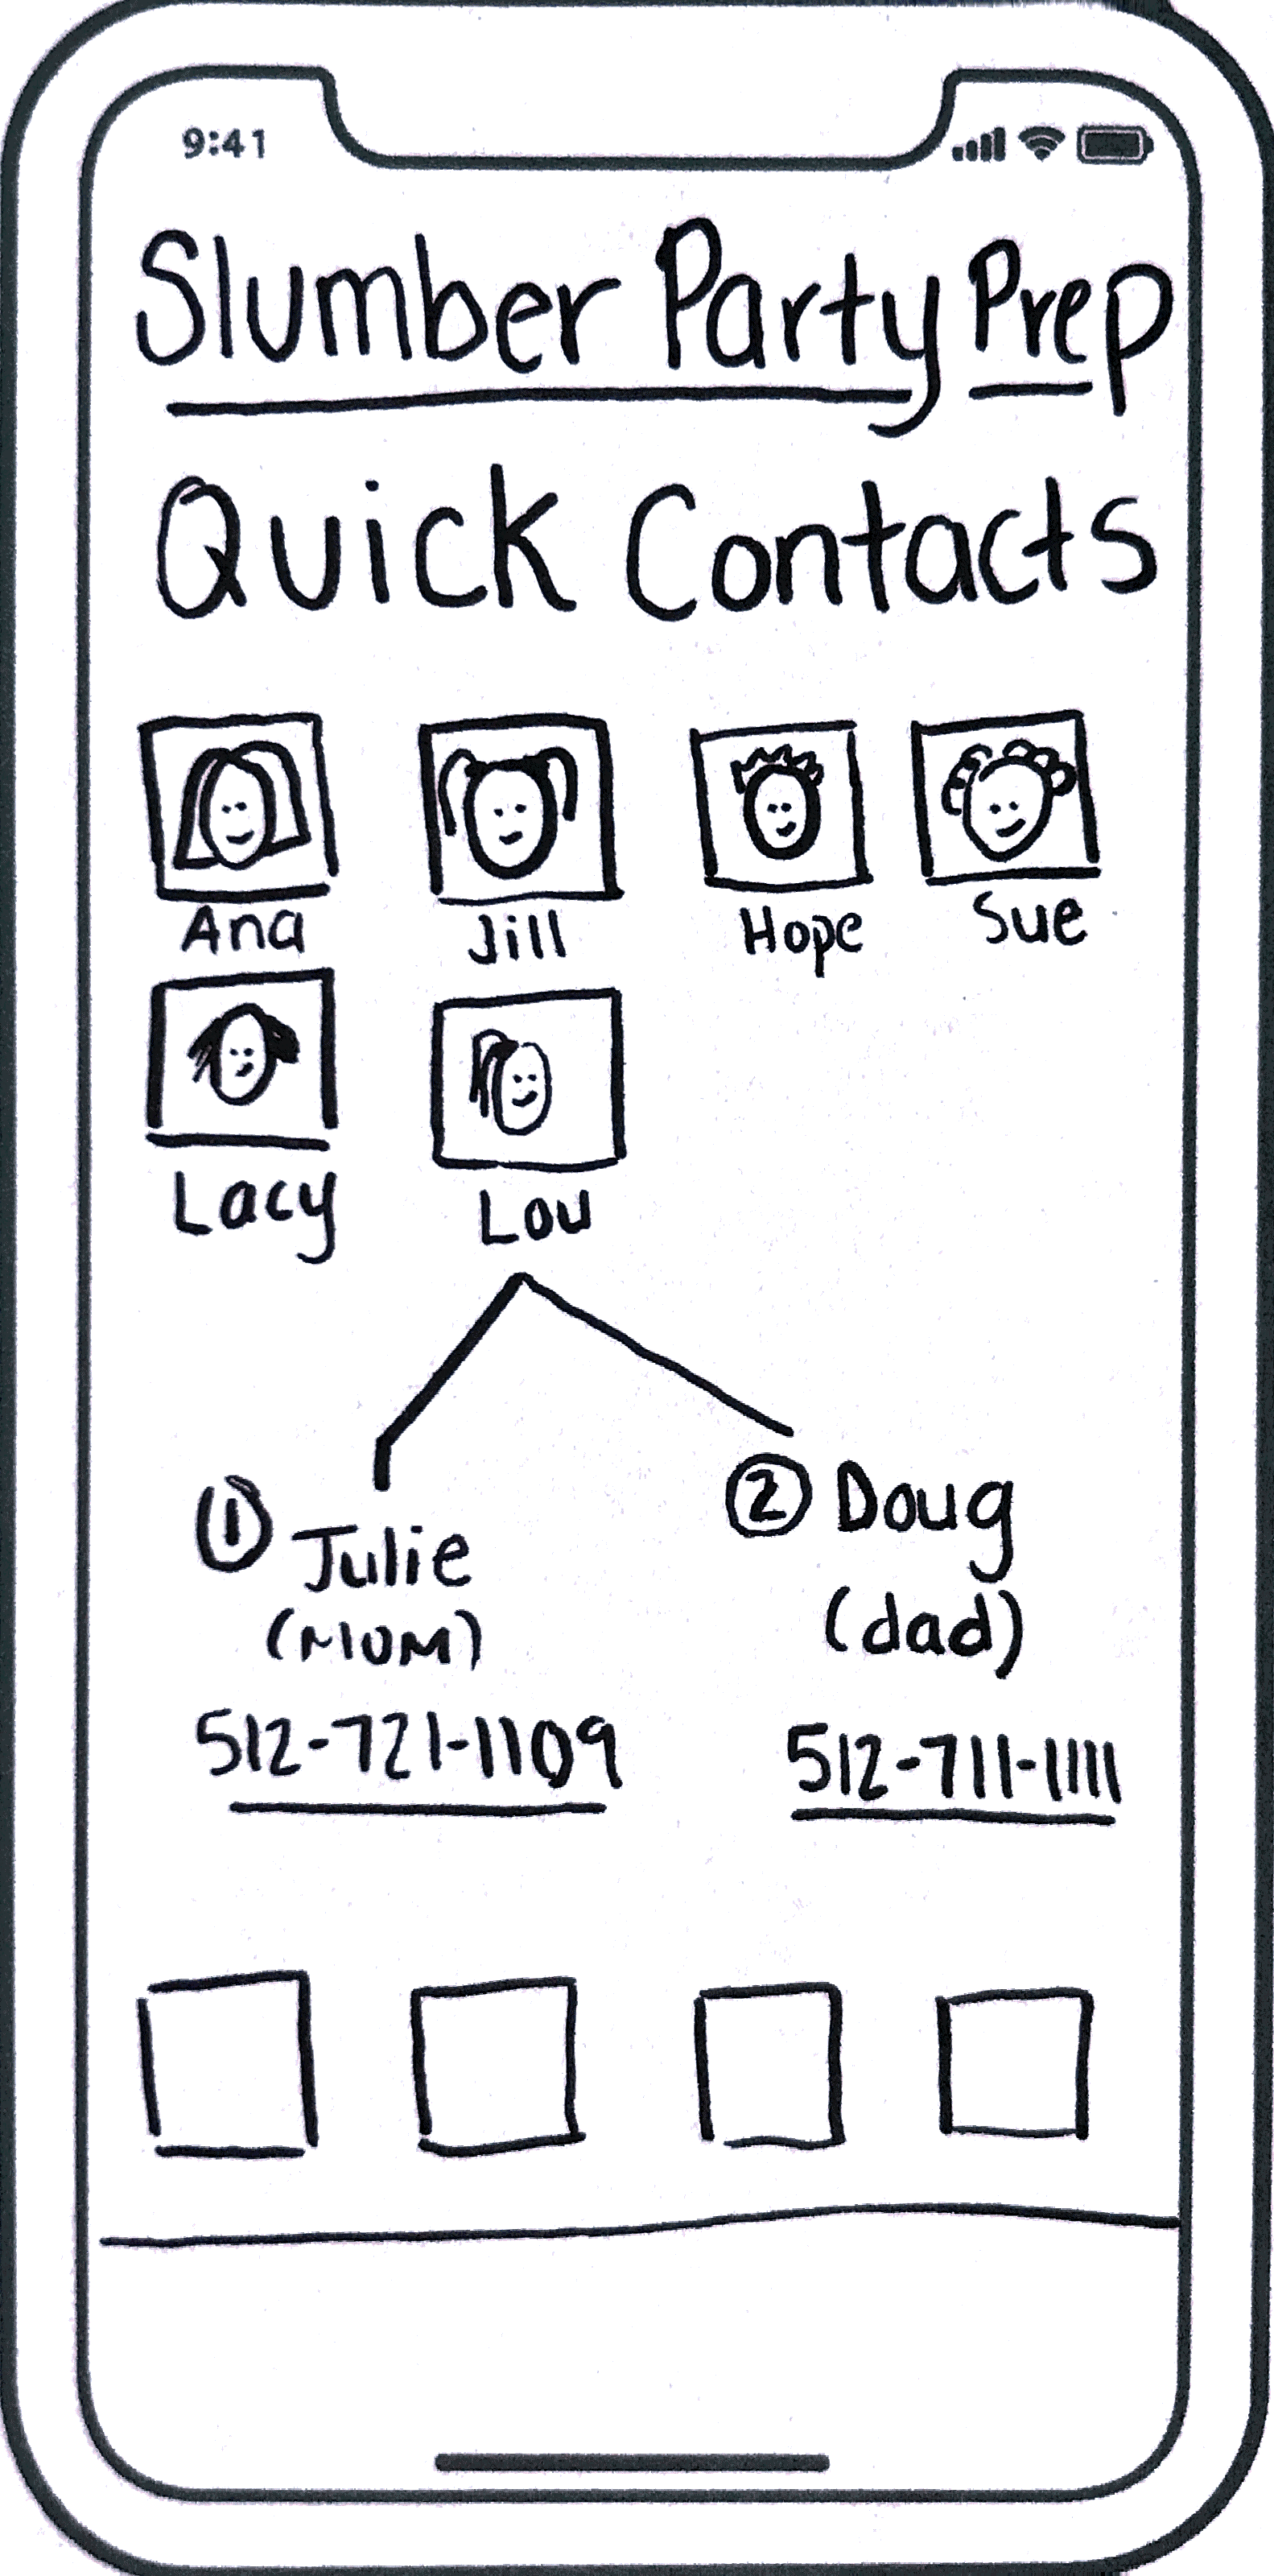 9:41
Slumber Party Prep
Quick Contacts
Ana Jill Hope Sue
Lacy Lou
1 Julie
(MOM)
512-721-1109
2 Doug
(dad)
512-711-1111